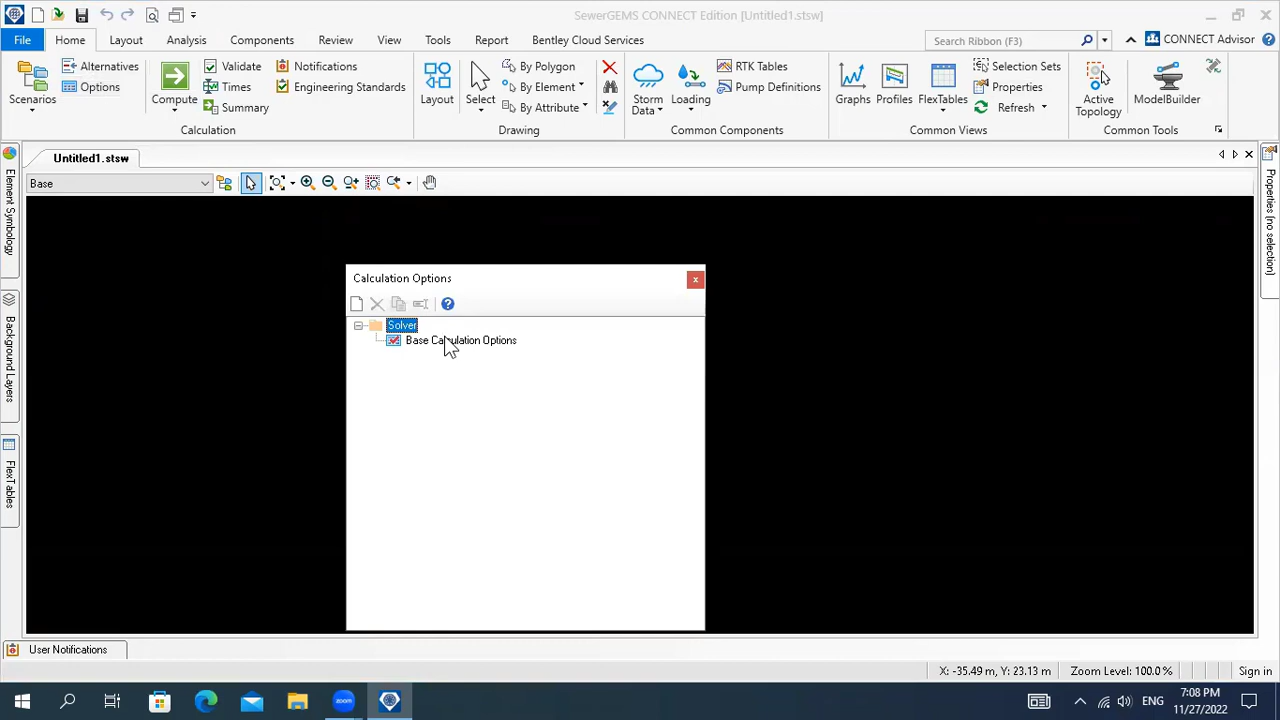 SewerGEMS CONNECT Edition [Untitled1.stsw]
File Home Layout Analysis Components Review View Tools Report Bentley Cloud Services Search Ribbon (F3) CONNECT Advisor
Scenarios Alternatives Options Compute Validate Times Summary Notifications Engineering Standards
Calculation
Layout Select By Polygon By Element By Attribute
Drawing
Storm Data Loading RTK Tables Pump Definitions
Common Components
Graphs Profiles FlexTables Selection Sets Properties Refresh
Common Views
Active Topology ModelBuilder
Common Tools
Untitled1.stsw
Base
Element Symbology
Background Layers
FlexTables
Properties (no selection)
Calculation Options
Solver
Base Calculation Options
User Notifications
X: -35.49 m, Y: 23.13 m Zoom Level: 100.0 % Sign in
zoom
ENG
7:08 PM
11/27/2022